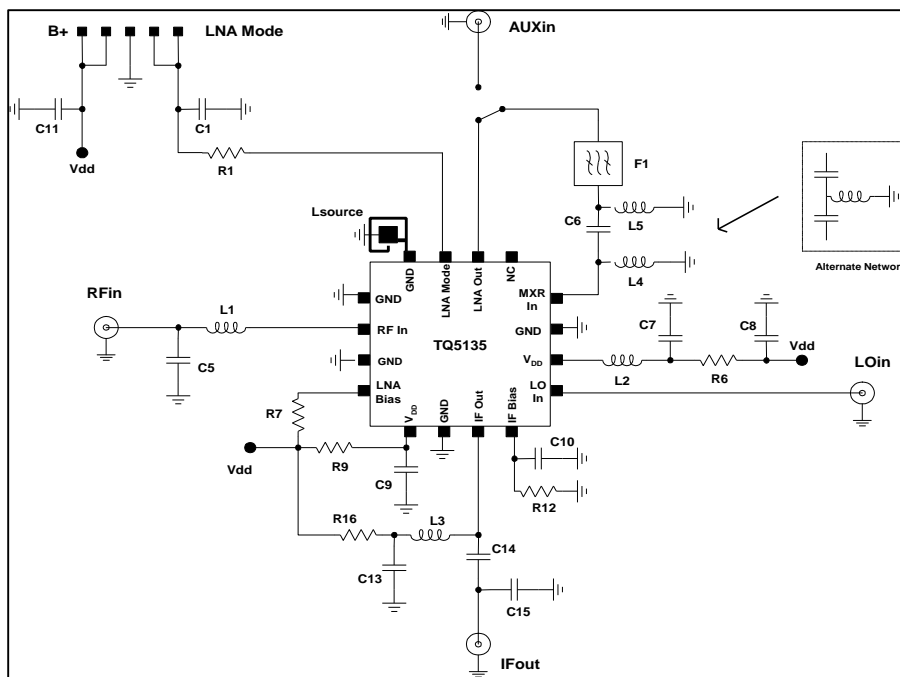 B+ LNA Mode
AUXin
C11
C1
Vdd
R1
F1
Lsource
C6
L5
L4
Alternate Network
GND
LNA Mode
LNA Out
NC
RFin
L1
C5
GND
RF In
GND
LNA
Bias
TQ5135
MXR
In
GND
VDD
LO
In
C7
C8
L2
R6
Vdd
LOin
VDD
GND
IF Out
IF Bias
R7
Vdd
R9
C9
C10
R12
R16
L3
C13
C14
C15
IFout